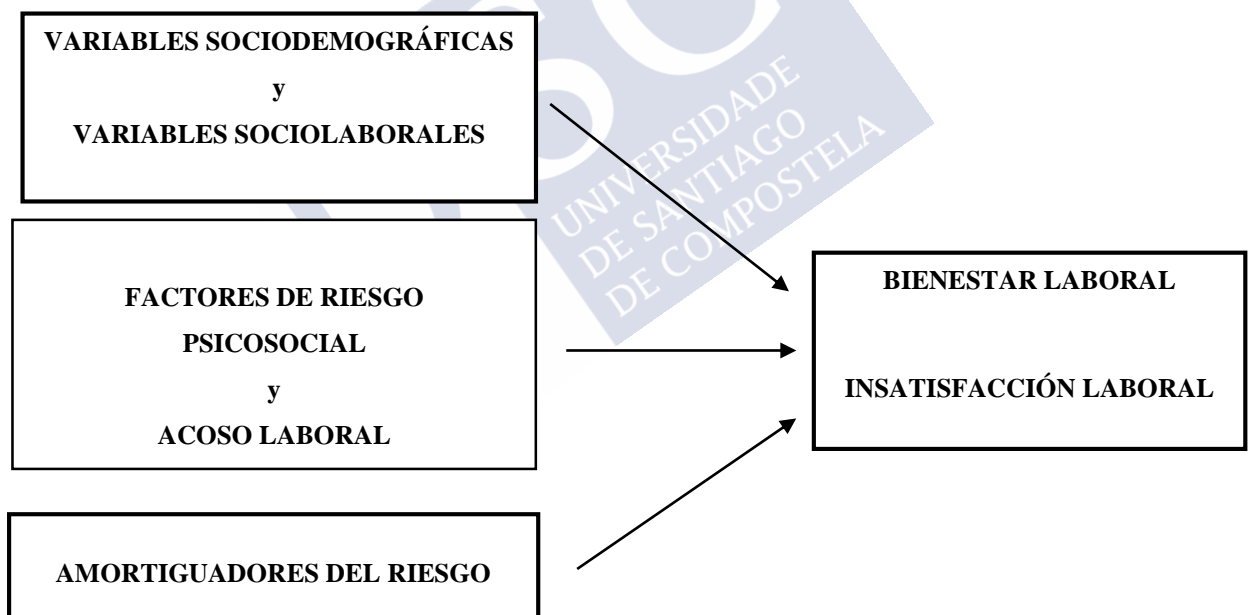 VARIABLES SOCIODEMOGRÁFICAS
y
VARIABLES SOCIOLABORALES
FACTORES DE RIESGO
PSICOSOCIAL
y
ACOSO LABORAL
AMORTIGUADORES DEL RIESGO
BIENESTAR LABORAL
INSATISFACCIÓN LABORAL
UNIVERSIDADE
DE SANTIAGO
DE COMPOSTELA